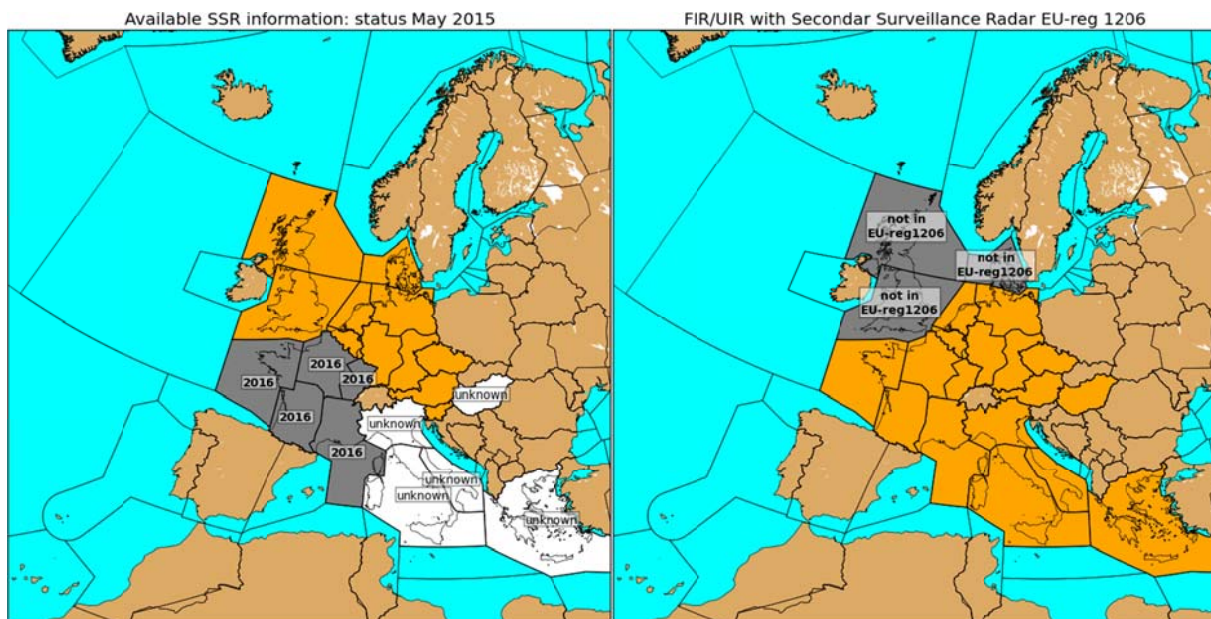 Available SSR information: status May 2015
2016
2016
2016
2016
2016
unknown
unknown
unknown
unknown
unknown
FIR/UIR with Secondar Surveillance Radar EU-reg 1206
not in
EU-reg1206
not in
EU-reg1206
not in
EU-reg1206